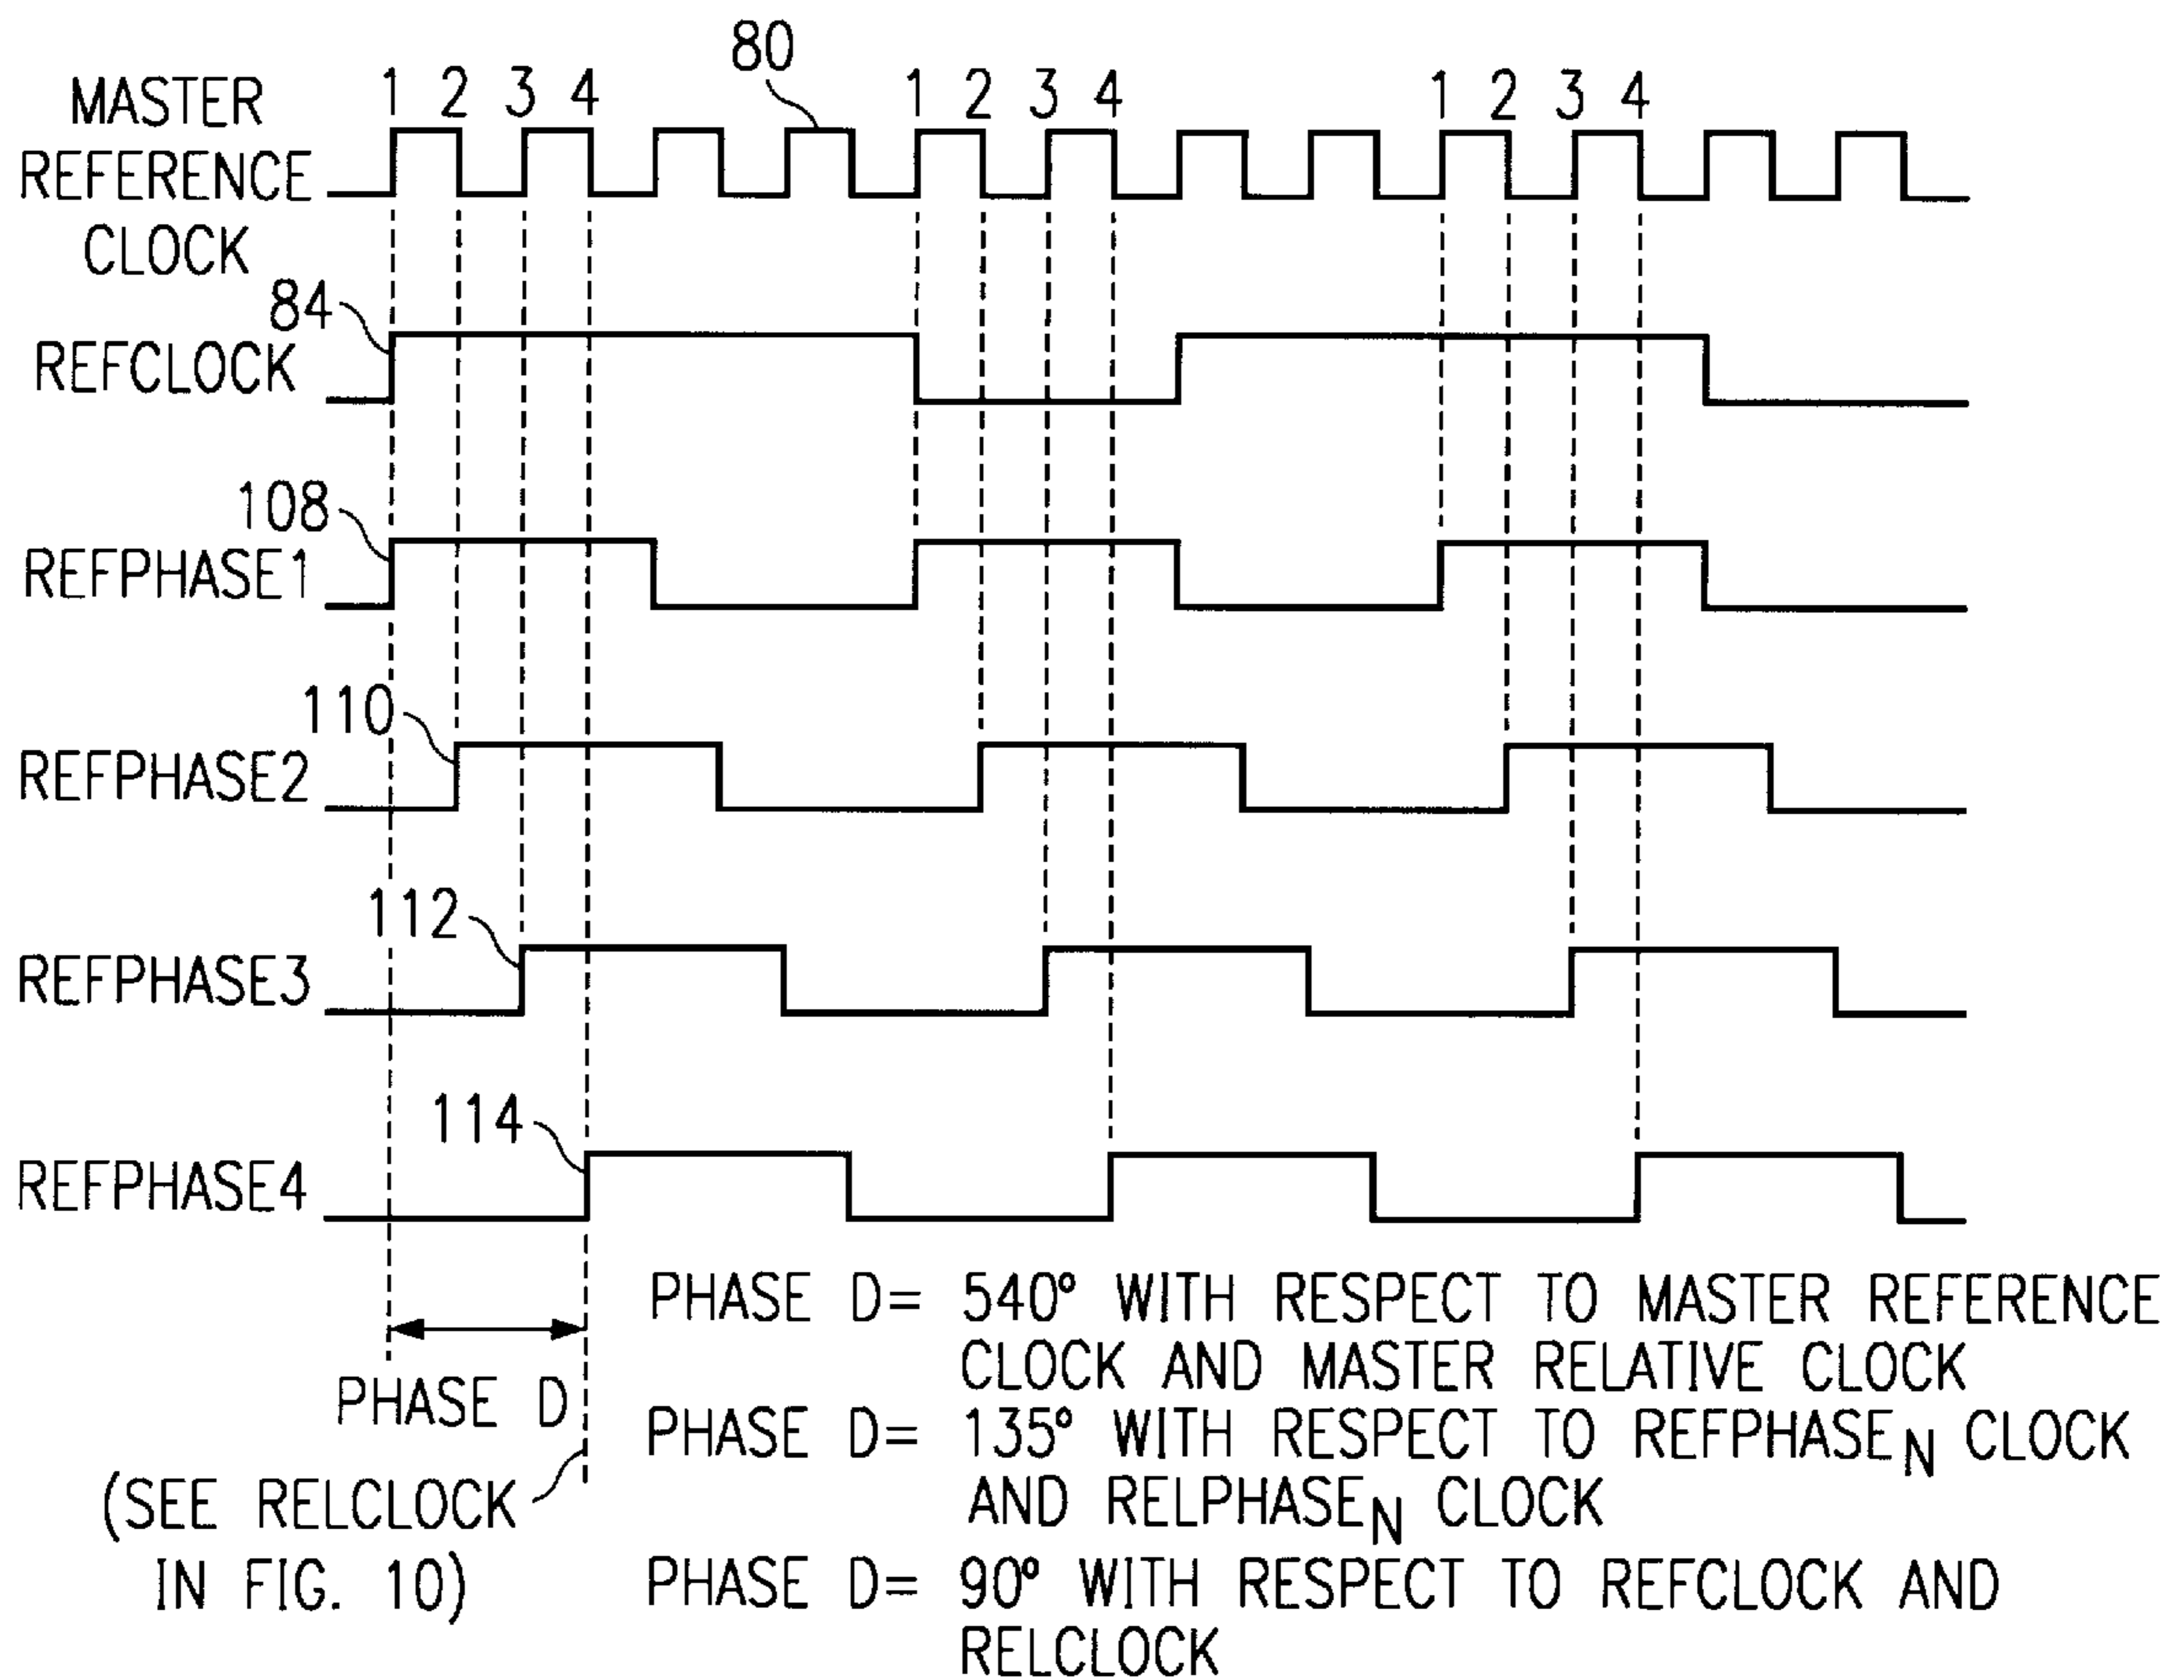 80
1 2 3 4 1 2 3 4 1 2 3 4
MASTER
REFERENCE
CLOCK
84
REFCLOCK
108
REFPHASE1
110
REFPHASE2
112
REFPHASE3
114
REFPHASE4
PHASE D
(SEE RELCLOCK
IN FIG. 10)
PHASE D= 540° WITH RESPECT TO MASTER REFERENCE
CLOCK AND MASTER RELATIVE CLOCK
PHASE D= 135° WITH RESPECT TO REFPHASEN CLOCK
AND RELPHASEN CLOCK
PHASE D= 90° WITH RESPECT TO REFCLOCK AND
RELCLOCK